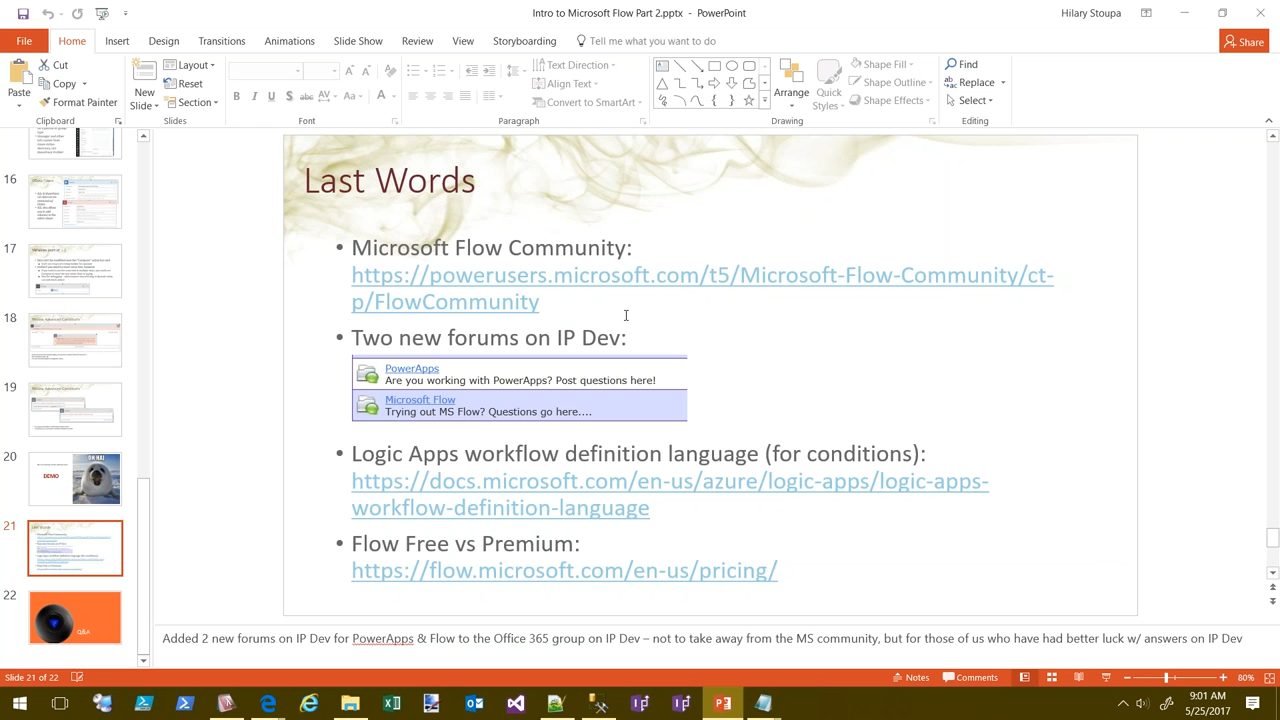 Intro to Microsoft Flow Part 2.pptx - PowerPoint
Hilary Stoupa
File
Home
Insert
Design
Transitions
Animations
Slide Show
Review
View
Storyboarding
Tell me what you want to do
Share
Paste
Cut
Copy
Format Painter
Clipboard
New
Slide
Layout
Reset
Section
Slides
B I U S abc AV Aa A
Font
Text Direction
Align Text
Convert to SmartArt
Paragraph
Arrange
Quick
Styles
Shape Fill
Shape Outline
Shape Effects
Drawing
Find
Replace
Select
Editing
16
17
18
19
20
DEMO
OH HAI
21
Last Words
22
Q&A
Last Words
• Microsoft Flow Community:
https://powerusers.microsoft.com/t5/Microsoft-Flow-Community/ct-
p/FlowCommunity
• Two new forums on IP Dev:
PowerApps
Are you working with PowerApps? Post questions here!
Microsoft Flow
Trying out MS Flow? Questions go here....
• Logic Apps workflow definition language (for conditions):
https://docs.microsoft.com/en-us/azure/logic-apps/logic-apps-
workflow-definition-language
• Flow Free vs Premium:
https://flow.microsoft.com/en-us/pricing/
Added 2 new forums on IP Dev for PowerApps & Flow to the Office 365 group on IP Dev – not to take away from the MS community, but for those of us who have had better luck w/ answers on IP Dev
Slide 21 of 22
Notes
Comments
80%
9:01 AM
5/25/2017